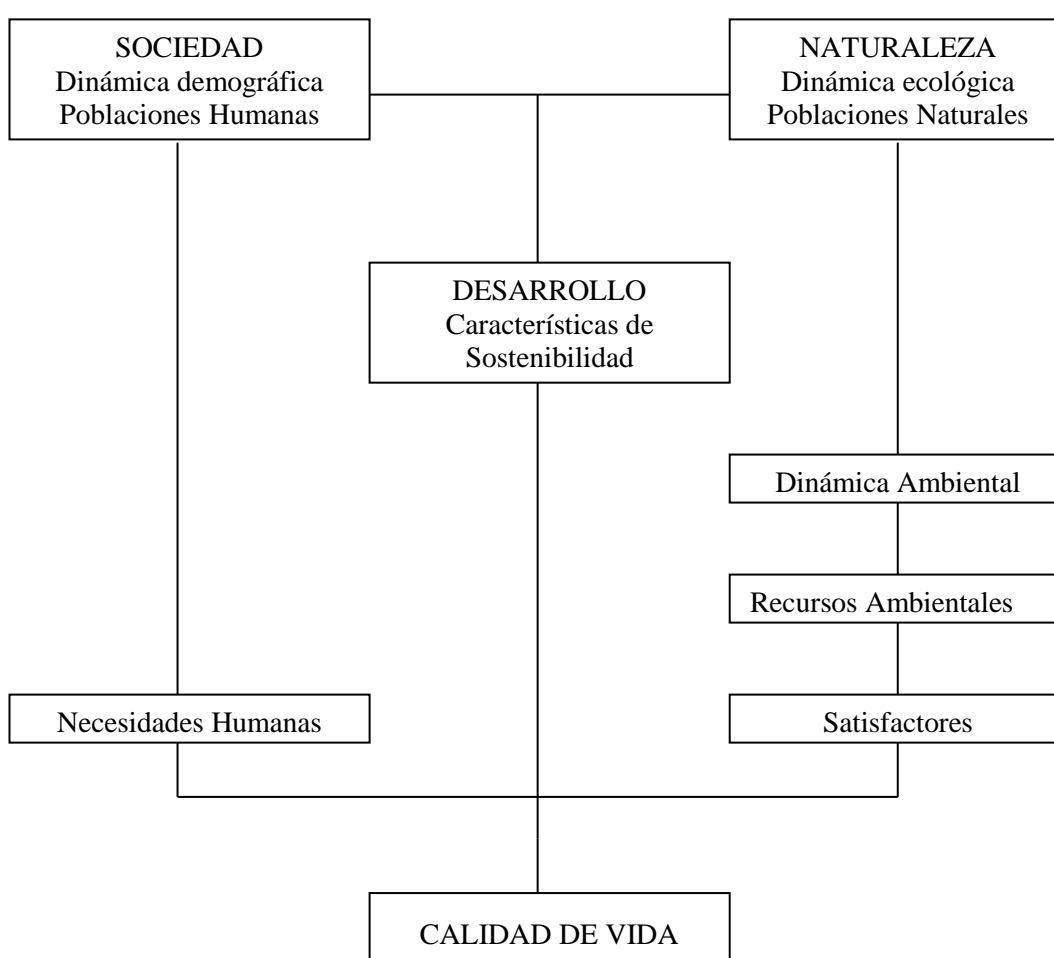 SOCIEDAD
Dinámica demográfica
Poblaciones Humanas
NATURALEZA
Dinámica ecológica
Poblaciones Naturales
DESARROLLO
Características de
Sostenibilidad
Dinámica Ambiental
Recursos Ambientales
Necesidades Humanas
Satisfactores
CALIDAD DE VIDA